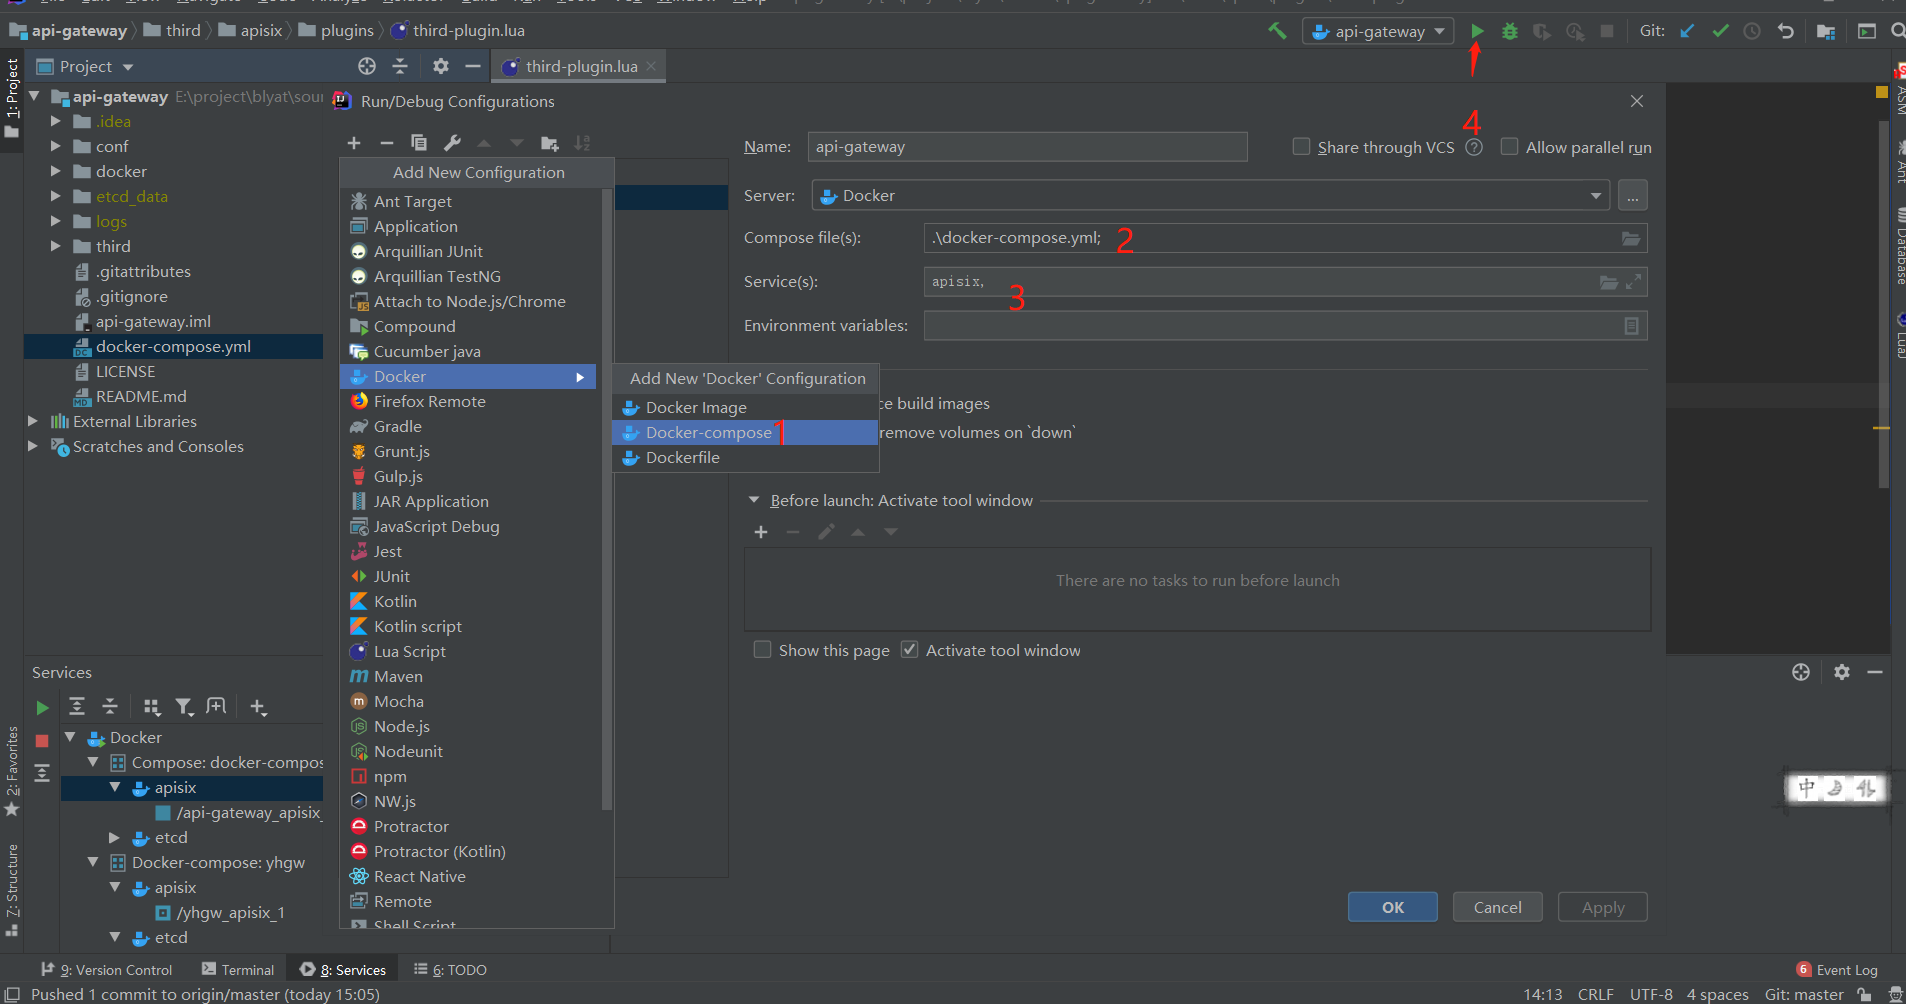 api-gateway third apisix plugins third-plugin.lua
api-gateway
Git:
Project
third-plugin.lua
1: Project
api-gateway E:\project\blyat\sour
.idea
conf
docker
etcd_data
logs
third
.gitattributes
.gitignore
api-gateway.iml
docker-compose.yml
LICENSE
README.md
External Libraries
Scratches and Consoles
Run/Debug Configurations
Add New Configuration
Ant Target
Application
Arquillian JUnit
Arquillian TestNG
Attach to Node.js/Chrome
Compound
Cucumber java
Docker
Firefox Remote
Gradle
Grunt.js
Gulp.js
JAR Application
JavaScript Debug
Jest
JUnit
Kotlin
Kotlin script
Lua Script
Maven
Mocha
Node.js
Nodeunit
npm
NW.js
Protractor
Protractor (Kotlin)
React Native
Remote
Shell Script
Add New 'Docker' Configuration
Docker Image
Docker-compose 1
Dockerfile
4
Name: api-gateway
Share through VCS
Allow parallel run
Server: Docker ...
Compose file(s): .\docker-compose.yml; 2
Service(s): apisix, 3
Environment variables:
ce build images
remove volumes on `down`
Before launch: Activate tool window
There are no tasks to run before launch
Show this page Activate tool window
OK Cancel Apply
ASM
Ant
Database
中
Services
Docker
Compose: docker-compos
apisix
/api-gateway_apisix_
etcd
Docker-compose: yhgw
apisix
/yhgw_apisix_1
etcd
2: Favorites
7: Structure
9: Version Control Terminal 8: Services 6: TODO
6 Event Log
Pushed 1 commit to origin/master (today 15:05)
14:13 CRLF UTF-8 4 spaces Git: master